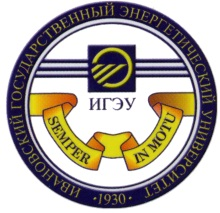 ИВАНОВСКИЙ ГОСУДАРСТВЕННЫЙ ЭНЕРГЕТИЧЕСКИЙ УНИВЕРСИТЕТ
ИГЭУ
SEMPER
IN MOTU
·1930·